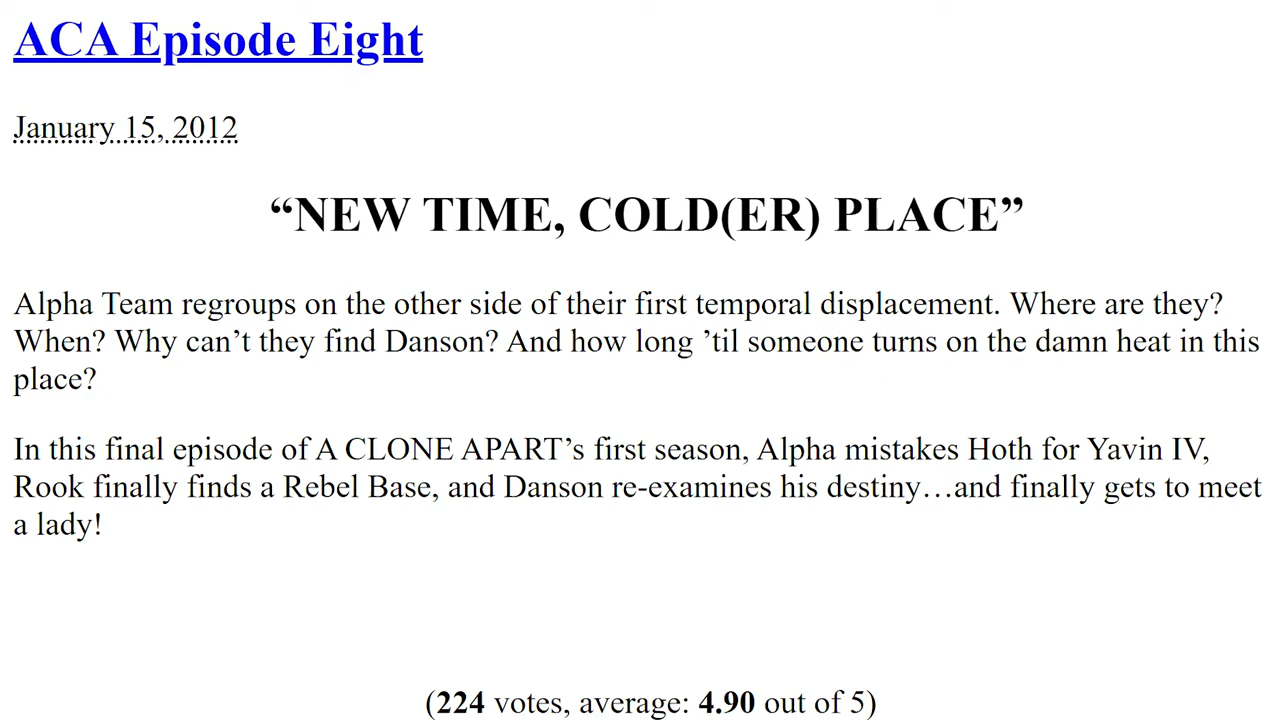 ACA Episode Eight
January 15, 2012
“NEW TIME, COLD(ER) PLACE”
Alpha Team regroups on the other side of their first temporal displacement. Where are they?
When? Why can’t they find Danson? And how long ’til someone turns on the damn heat in this
place?
In this final episode of A CLONE APART’s first season, Alpha mistakes Hoth for Yavin IV,
Rook finally finds a Rebel Base, and Danson re-examines his destiny…and finally gets to meet
a lady!
(224 votes, average: 4.90 out of 5)